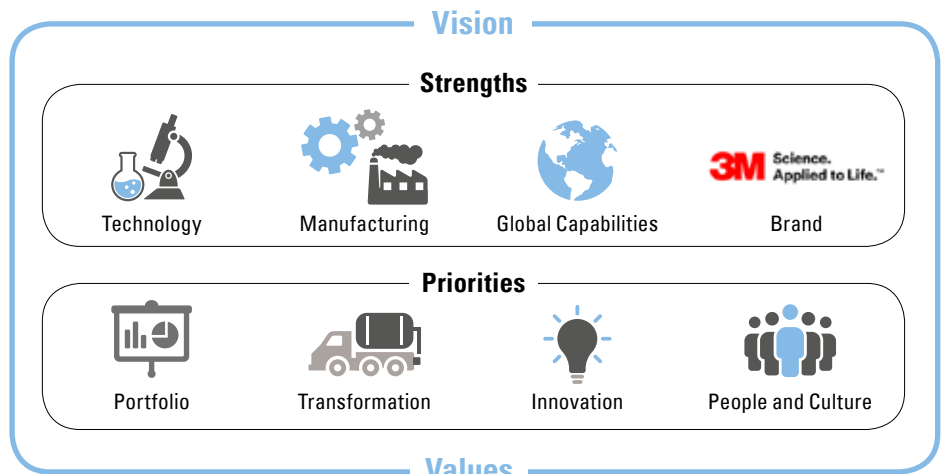 Vision
Strengths
3M Science.
Applied to Life.™
Technology Manufacturing Global Capabilities Brand
Priorities
Portfolio Transformation Innovation People and Culture
Values